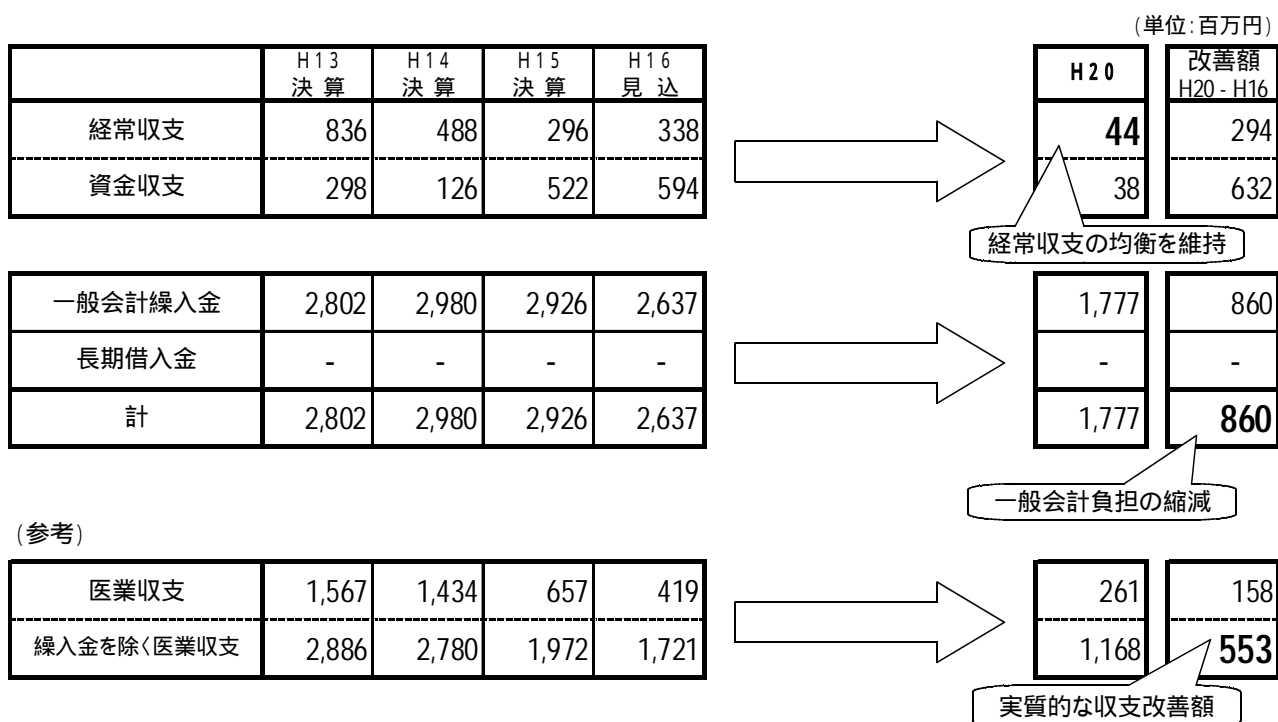 (単位:百万円)
H13 決算 H14 決算 H15 決算 H16 見込 H20 改善額 H20 - H16
経常収支 836 488 296 338 44 294
資金収支 298 126 522 594 38 632
経常収支の均衡を維持
一般会計繰入金 2,802 2,980 2,926 2,637 1,777 860
長期借入金 - - - - - -
計 2,802 2,980 2,926 2,637 1,777 860
一般会計負担の縮減
(参考)
医業収支 1,567 1,434 657 419 261 158
繰入金を除く医業収支 2,886 2,780 1,972 1,721 1,168 553
実質的な収支改善額